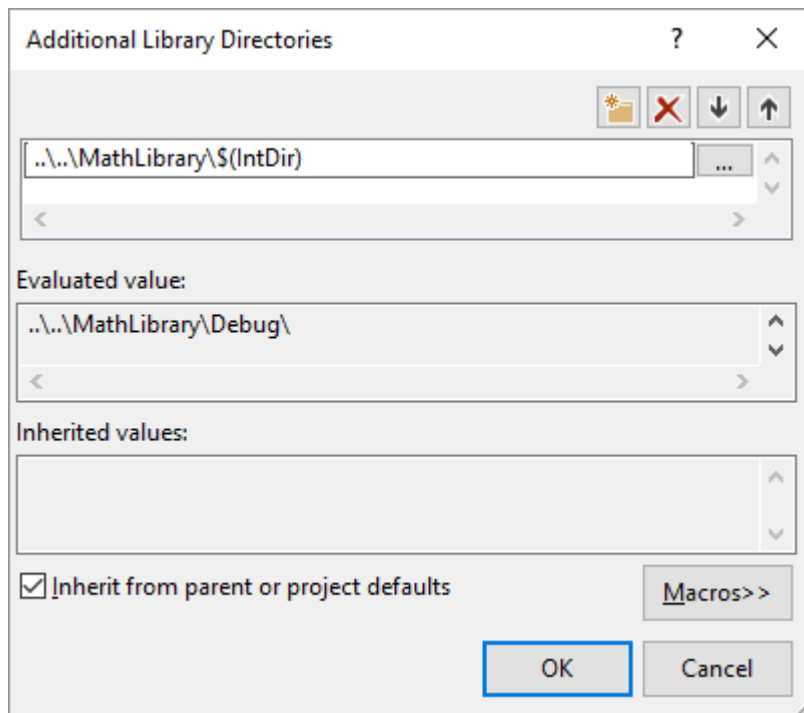 Additional Library Directories
?
..\..\MathLibrary\$(IntDir)
...
Evaluated value:
..\..\MathLibrary\Debug\
Inherited values:
Inherit from parent or project defaults
Macros>>
OK
Cancel